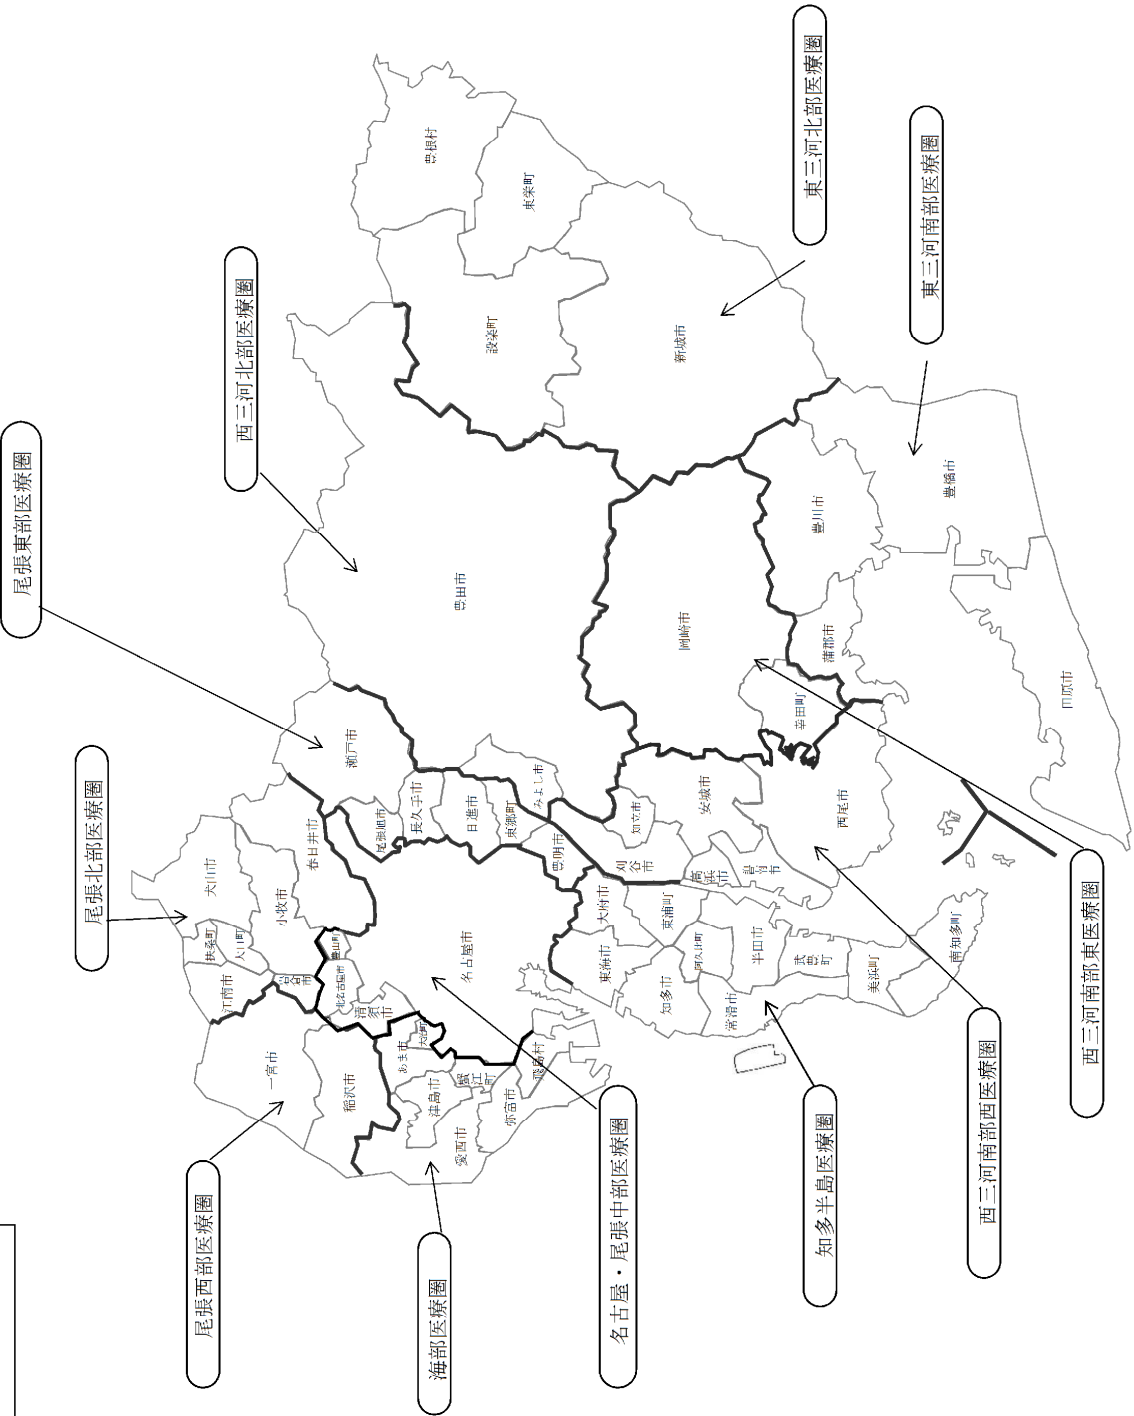 尾張西部医療圏
海部医療圏
名古屋・尾張中部医療圏
知多半島医療圏
西三河南部西医療圏
西三河南部東医療圏
尾張北部医療圏
尾張東部医療圏
西三河北部医療圏
東三河北部医療圏
東三河南部医療圏
一宮市
稲沢市
愛西市
津島市
あま市
大治町
蟹江町
弥富市
飛島村
清須市
北名古屋市
豊山町
名古屋市
江南市
岩倉市
扶桑町
大口町
犬山市
小牧市
春日井市
瀬戸市
尾張旭市
長久手市
日進市
東郷町
豊明市
みよし市
豊田市
大府市
東海市
東浦町
知多市
阿久比町
半田市
常滑市
武豊町
美浜町
南知多町
刈谷市
知立市
高浜市
碧南市
安城市
西尾市
岡崎市
幸田町
蒲郡市
豊川市
豊橋市
田原市
新城市
設楽町
東栄町
豊根村